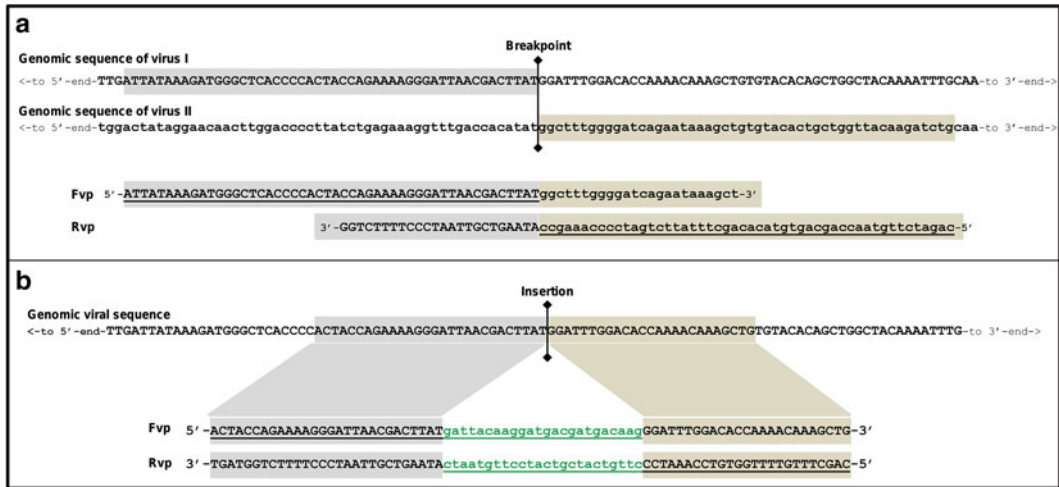 a
Breakpoint
Genomic sequence of virus I
<-to 5'-end-TTGATTATAAAGATGGGCTCACCCCACTACCAGAAAAGGGATTAACGACTTATGGATTTGGACACCAAAACAAAGCTGTGTACACAGCTGGCTACAAAATTTGCAA-to 3'-end->
Genomic sequence of virus II
<-to 5'-end-tggactataggaacaacttggaccccttatctgagaaaggtttgaccacatatggctttggggatcagaataaagctgtgtacactgctggttacaagatctgcaa-to 3'-end->
Fvp 5'-ATTATAAAGATGGGCTCACCCCACTACCAGAAAAGGGATTAACGACTTATggctttggggatcagaataaagct-3'
Rvp 3'-GGTCTTTTCCCTAATTGCTGAATAccgaaacccctagtcttatttcgacacatgtgacgaccaatgttctagac-5'
b
Insertion
Genomic viral sequence
<-to 5'-end-TTGATTATAAAGATGGGCTCACCCCACTACCAGAAAAGGGATTAACGACTTATGGATTTGGACACCAAAACAAAGCTGTGTACACAGCTGGCTACAAAATTTG-to 3'-end->
Fvp 5'-ACTACCAGAAAAGGGATTAACGACTTATgattacaaggatgacgatgacaagGGATTTGGACACCAAAACAAAGCTG-3'
Rvp 3'-TGATGGTCTTTTCCCTAATTGCTGAATActaatgttcctactgctactgttcCCTAAACCTGTGGTTTTGTTTCGAC-5'